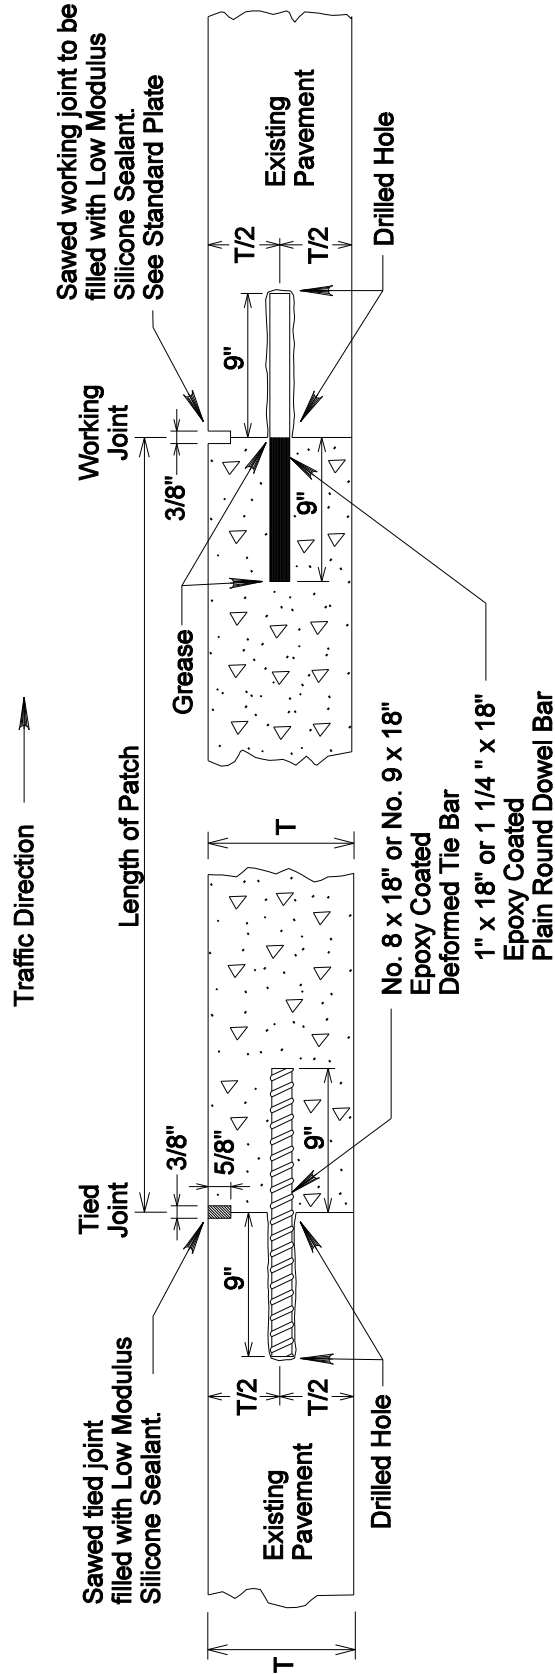 Traffic Direction
Length of Patch
Sawed tied joint
filled with Low Modulus
Silicone Sealant.
Tied
Joint
3/8"
5/8"
Working
Joint
3/8"
Sawed working joint to be
filled with Low Modulus
Silicone Sealant.
See Standard Plate
Grease
T
Existing
Pavement
T/2
T/2
9"
9"
T
9"
9"
T/2
T/2
Existing
Pavement
Drilled Hole
Drilled Hole
No. 8 x 18" or No. 9 x 18"
Epoxy Coated
Deformed Tie Bar
1" x 18" or 1 1/4 " x 18"
Epoxy Coated
Plain Round Dowel Bar